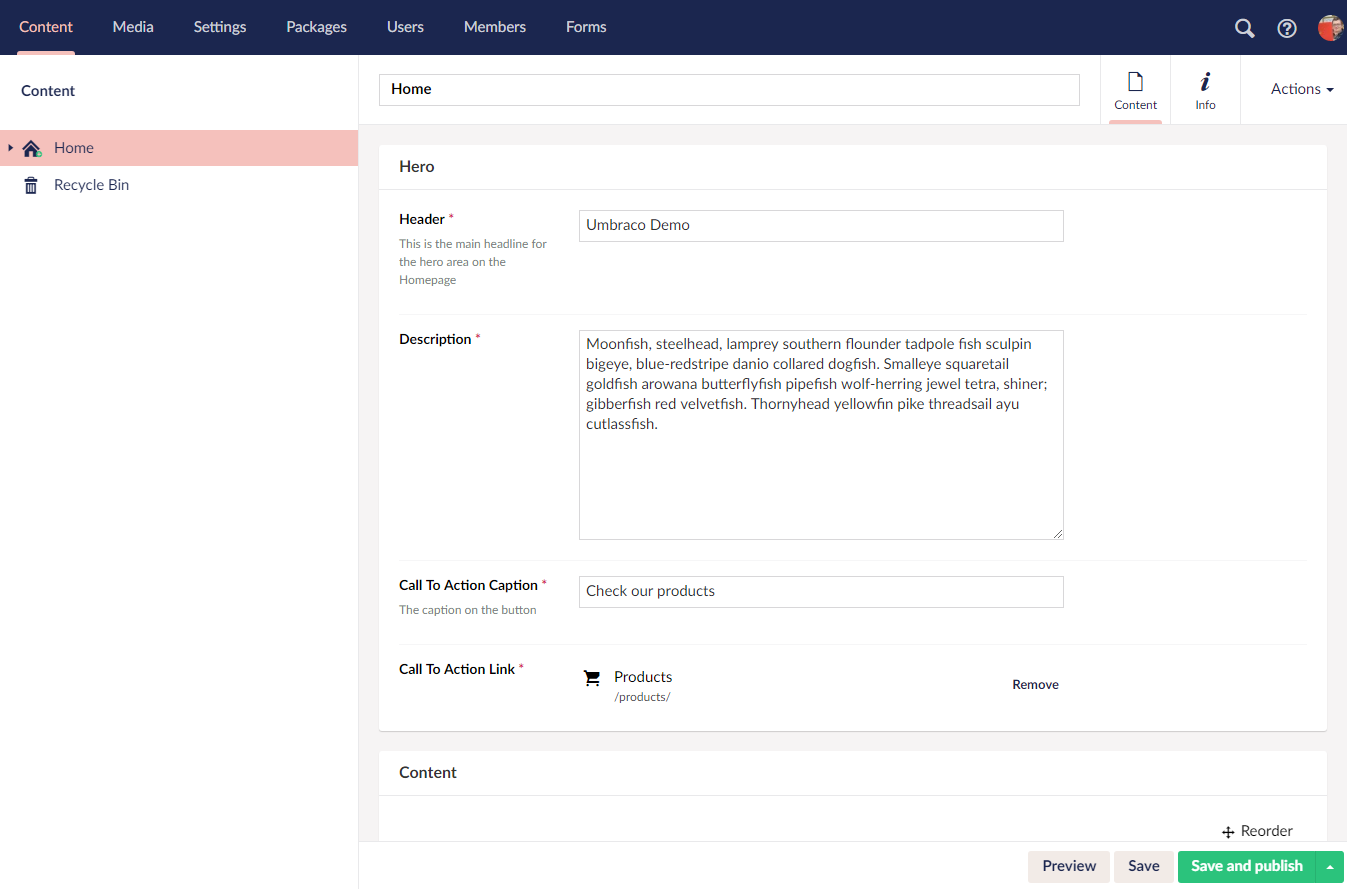 Content Media Settings Packages Users Members Forms
Content
Home
Recycle Bin
Home
Content
Info
Actions
Hero
Header *
This is the main headline for
the hero area on the
Homepage
Umbraco Demo
Description *
Moonfish, steelhead, lamprey southern flounder tadpole fish sculpin
bigeye, blue-redstripe danio collared dogfish. Smalleye squaretail
goldfish arowana butterflyfish pipefish wolf-herring jewel tetra, shiner;
gibberfish red velvetfish. Thornyhead yellowfin pike threadsail ayu
cutlassfish.
Call To Action Caption *
The caption on the button
Check our products
Call To Action Link *
Products
/products/
Remove
Content
Reorder
Preview Save Save and publish